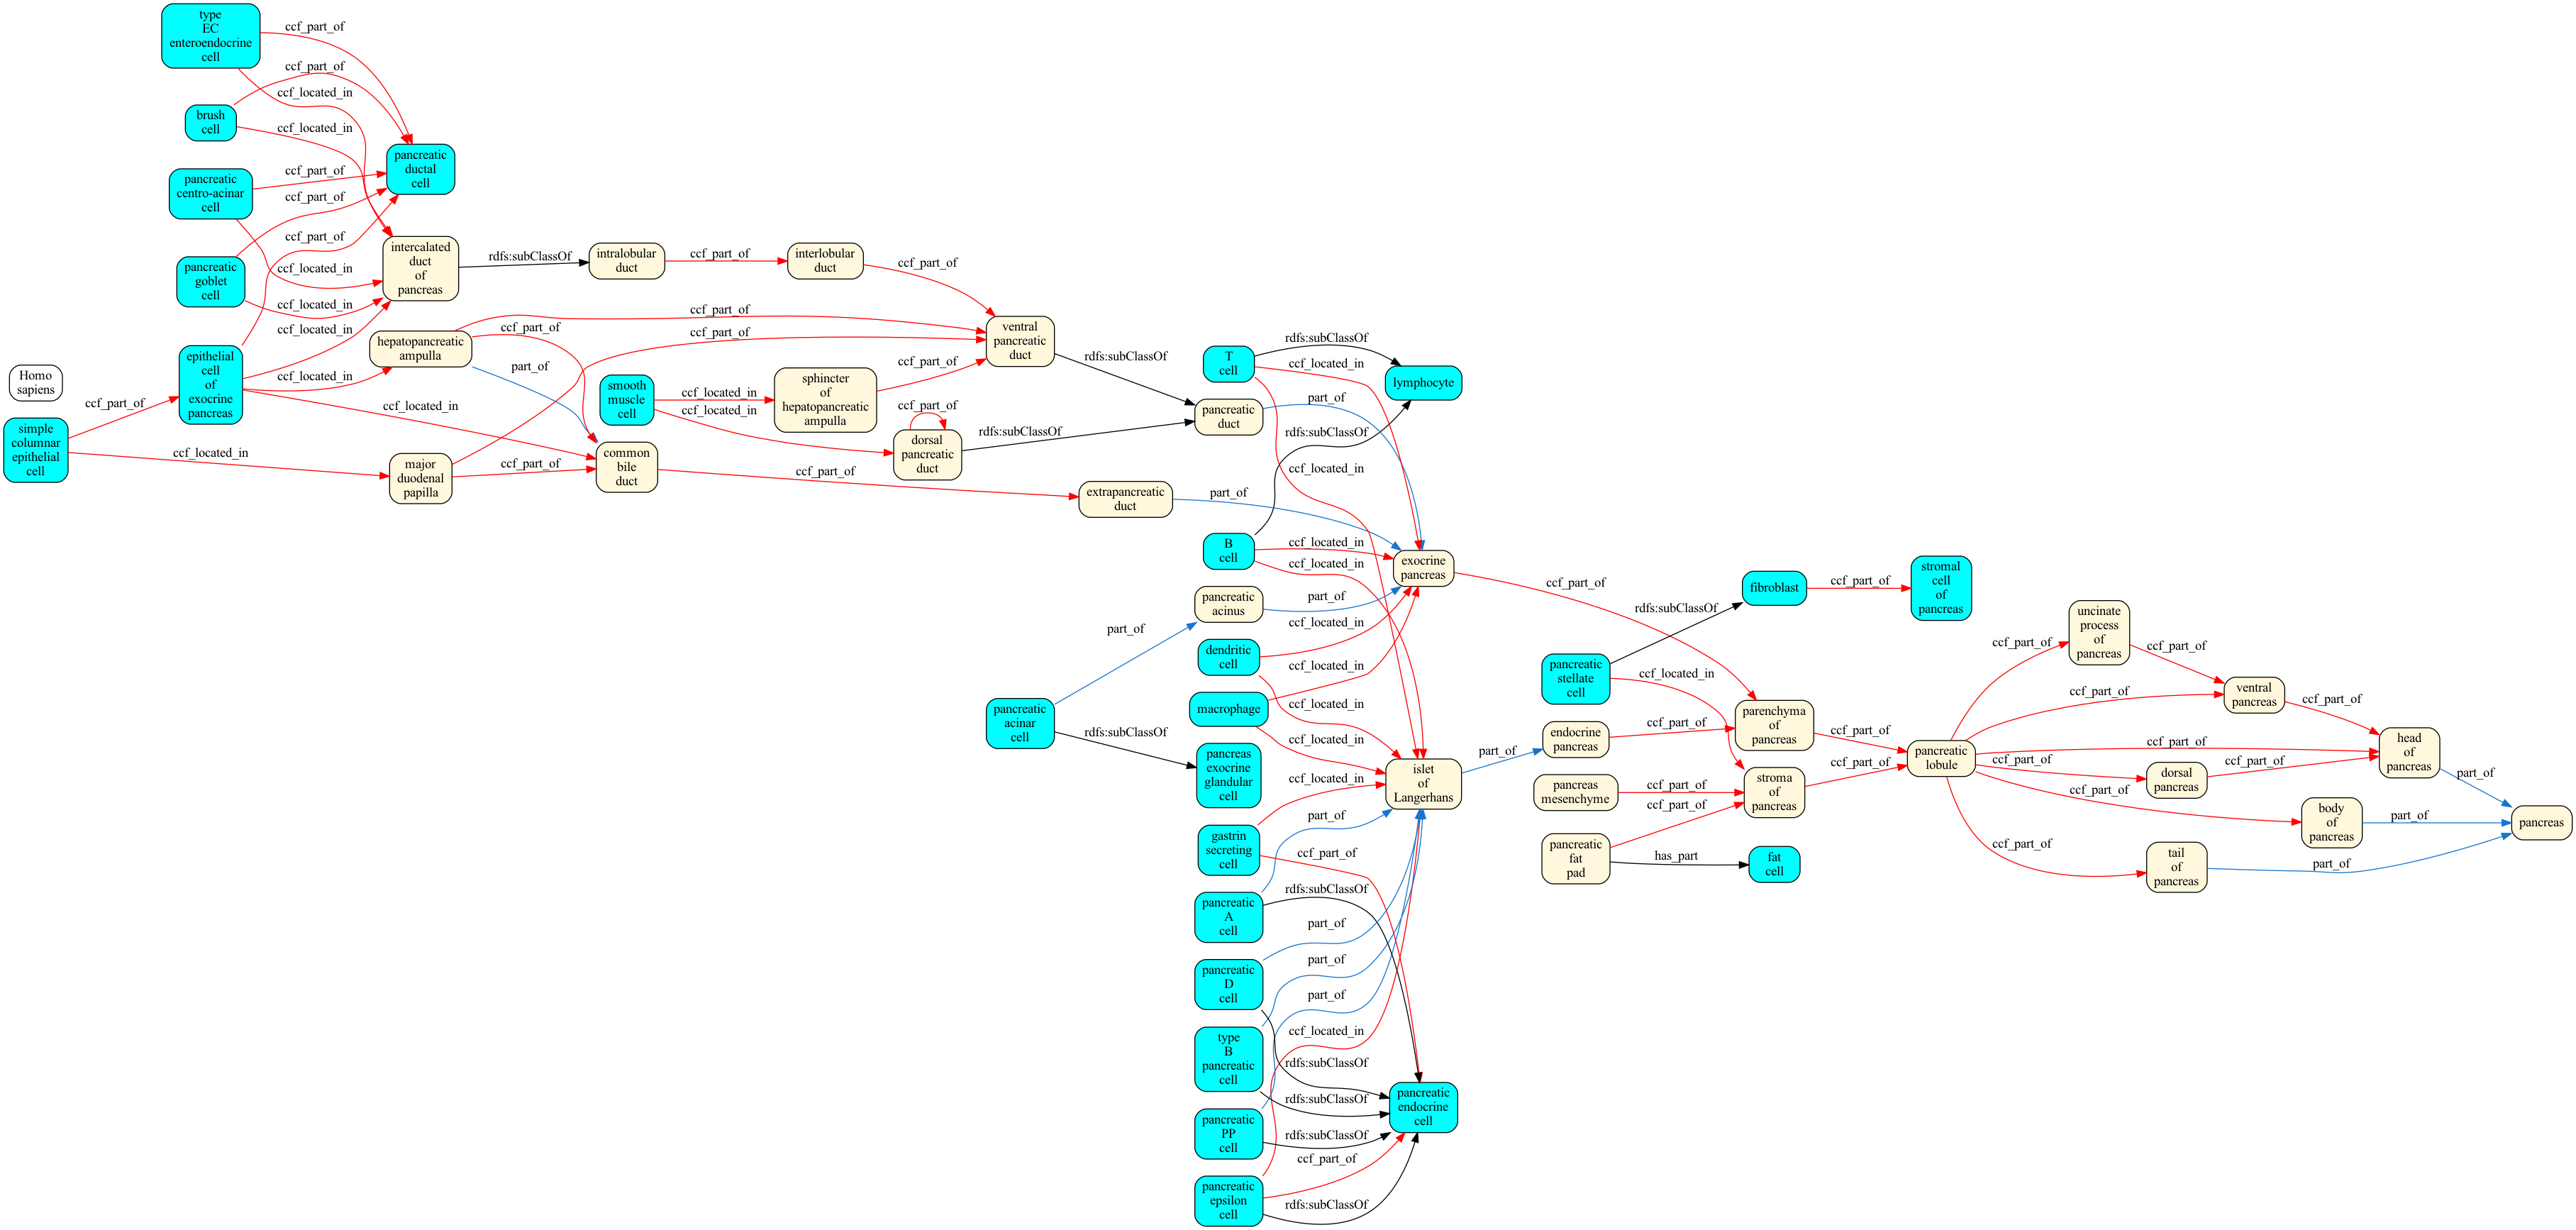 type
EC
enteroendocrine
cell
ccf_part_of
ccf_part_of
ccf_located_in
brush
cell
ccf_located_in
pancreatic
ductal
cell
pancreatic
centro-acinar
cell
ccf_part_of
ccf_part_of
ccf_part_of
pancreatic
goblet
cell
ccf_located_in
ccf_located_in
ccf_located_in
intercalated
duct
of
pancreas
rdfs:subClassOf
intralobular
duct
ccf_part_of
interlobular
duct
ccf_part_of
Homo
sapiens
simple
columnar
epithelial
cell
ccf_part_of
ccf_located_in
epithelial
cell
of
exocrine
pancreas
ccf_located_in
ccf_located_in
hepatopancreatic
ampulla
ccf_part_of
ccf_part_of
ccf_part_of
part_of
major
duodenal
papilla
ccf_part_of
smooth
muscle
cell
ccf_located_in
ccf_located_in
common
bile
duct
ccf_part_of
sphincter
of
hepatopancreatic
ampulla
ccf_part_of
ccf_part_of
dorsal
pancreatic
duct
rdfs:subClassOf
ventral
pancreatic
duct
rdfs:subClassOf
extrapancreatic
duct
part_of
T
cell
rdfs:subClassOf
ccf_located_in
lymphocyte
pancreatic
duct
part_of
rdfs:subClassOf
ccf_located_in
B
cell
ccf_located_in
ccf_located_in
exocrine
pancreas
ccf_part_of
pancreatic
acinus
part_of
part_of
dendritic
cell
ccf_located_in
ccf_located_in
ccf_located_in
macrophage
ccf_located_in
pancreatic
acinar
cell
rdfs:subClassOf
pancreas
exocrine
glandular
cell
ccf_located_in
islet
of
Langerhans
part_of
gastrin
secreting
cell
part_of
ccf_part_of
pancreatic
A
cell
rdfs:subClassOf
part_of
pancreatic
D
cell
part_of
part_of
type
B
pancreatic
cell
ccf_located_in
rdfs:subClassOf
rdfs:subClassOf
pancreatic
PP
cell
rdfs:subClassOf
pancreatic
endocrine
cell
pancreatic
epsilon
cell
ccf_part_of
rdfs:subClassOf
fibroblast
ccf_part_of
stromal
cell
of
pancreas
rdfs:subClassOf
pancreatic
stellate
cell
ccf_located_in
endocrine
pancreas
ccf_part_of
parenchyma
of
pancreas
ccf_part_of
pancreas
mesenchyme
ccf_part_of
ccf_part_of
stroma
of
pancreas
ccf_part_of
pancreatic
fat
pad
has_part
fat
cell
pancreatic
lobule
ccf_part_of
uncinate
process
of
pancreas
ccf_part_of
ccf_part_of
ventral
pancreas
ccf_part_of
ccf_part_of
ccf_part_of
dorsal
pancreas
ccf_part_of
head
of
pancreas
part_of
ccf_part_of
body
of
pancreas
part_of
pancreas
ccf_part_of
tail
of
pancreas
part_of